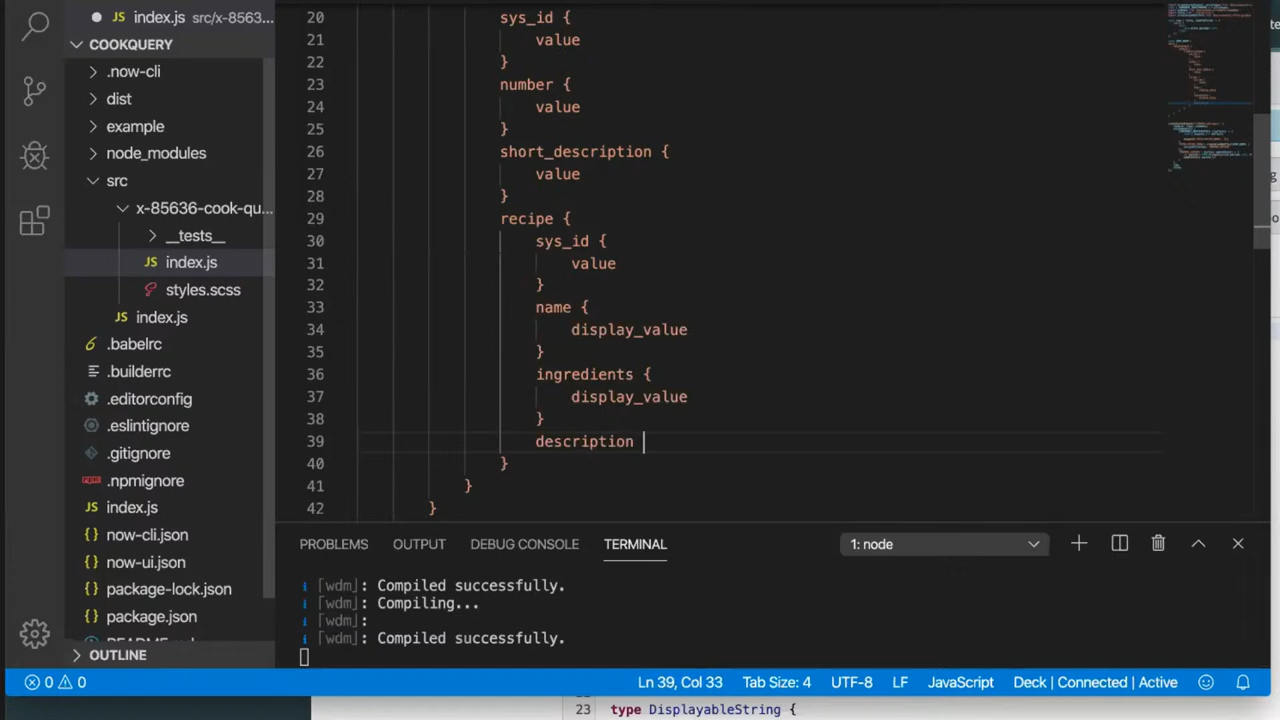 index.js src/x-85636...
COOKQUERY
.now-cli
dist
example
node_modules
src
x-85636-cook-qu...
__tests__
JS index.js
styles.scss
JS index.js
.babelrc
.builderrc
.editorconfig
.eslintignore
.gitignore
.npmignore
JS index.js
{} now-cli.json
{} now-ui.json
{} package-lock.json
{} package.json
OUTLINE
20 sys_id {
21 value
22 }
23 number {
24 value
25 }
26 short_description {
27 value
28 }
29 recipe {
30 sys_id {
31 value
32 }
33 name {
34 display_value
35 }
36 ingredients {
37 display_value
38 }
39 description
40 }
41 }
42 }
PROBLEMS OUTPUT DEBUG CONSOLE TERMINAL 1: node
i ⌈wdm⌋: Compiled successfully.
i ⌈wdm⌋: Compiling...
i ⌈wdm⌋:
i ⌈wdm⌋: Compiled successfully.
0 0 Ln 39, Col 33 Tab Size: 4 UTF-8 LF JavaScript Deck | Connected | Active
23 type DisplayableString {